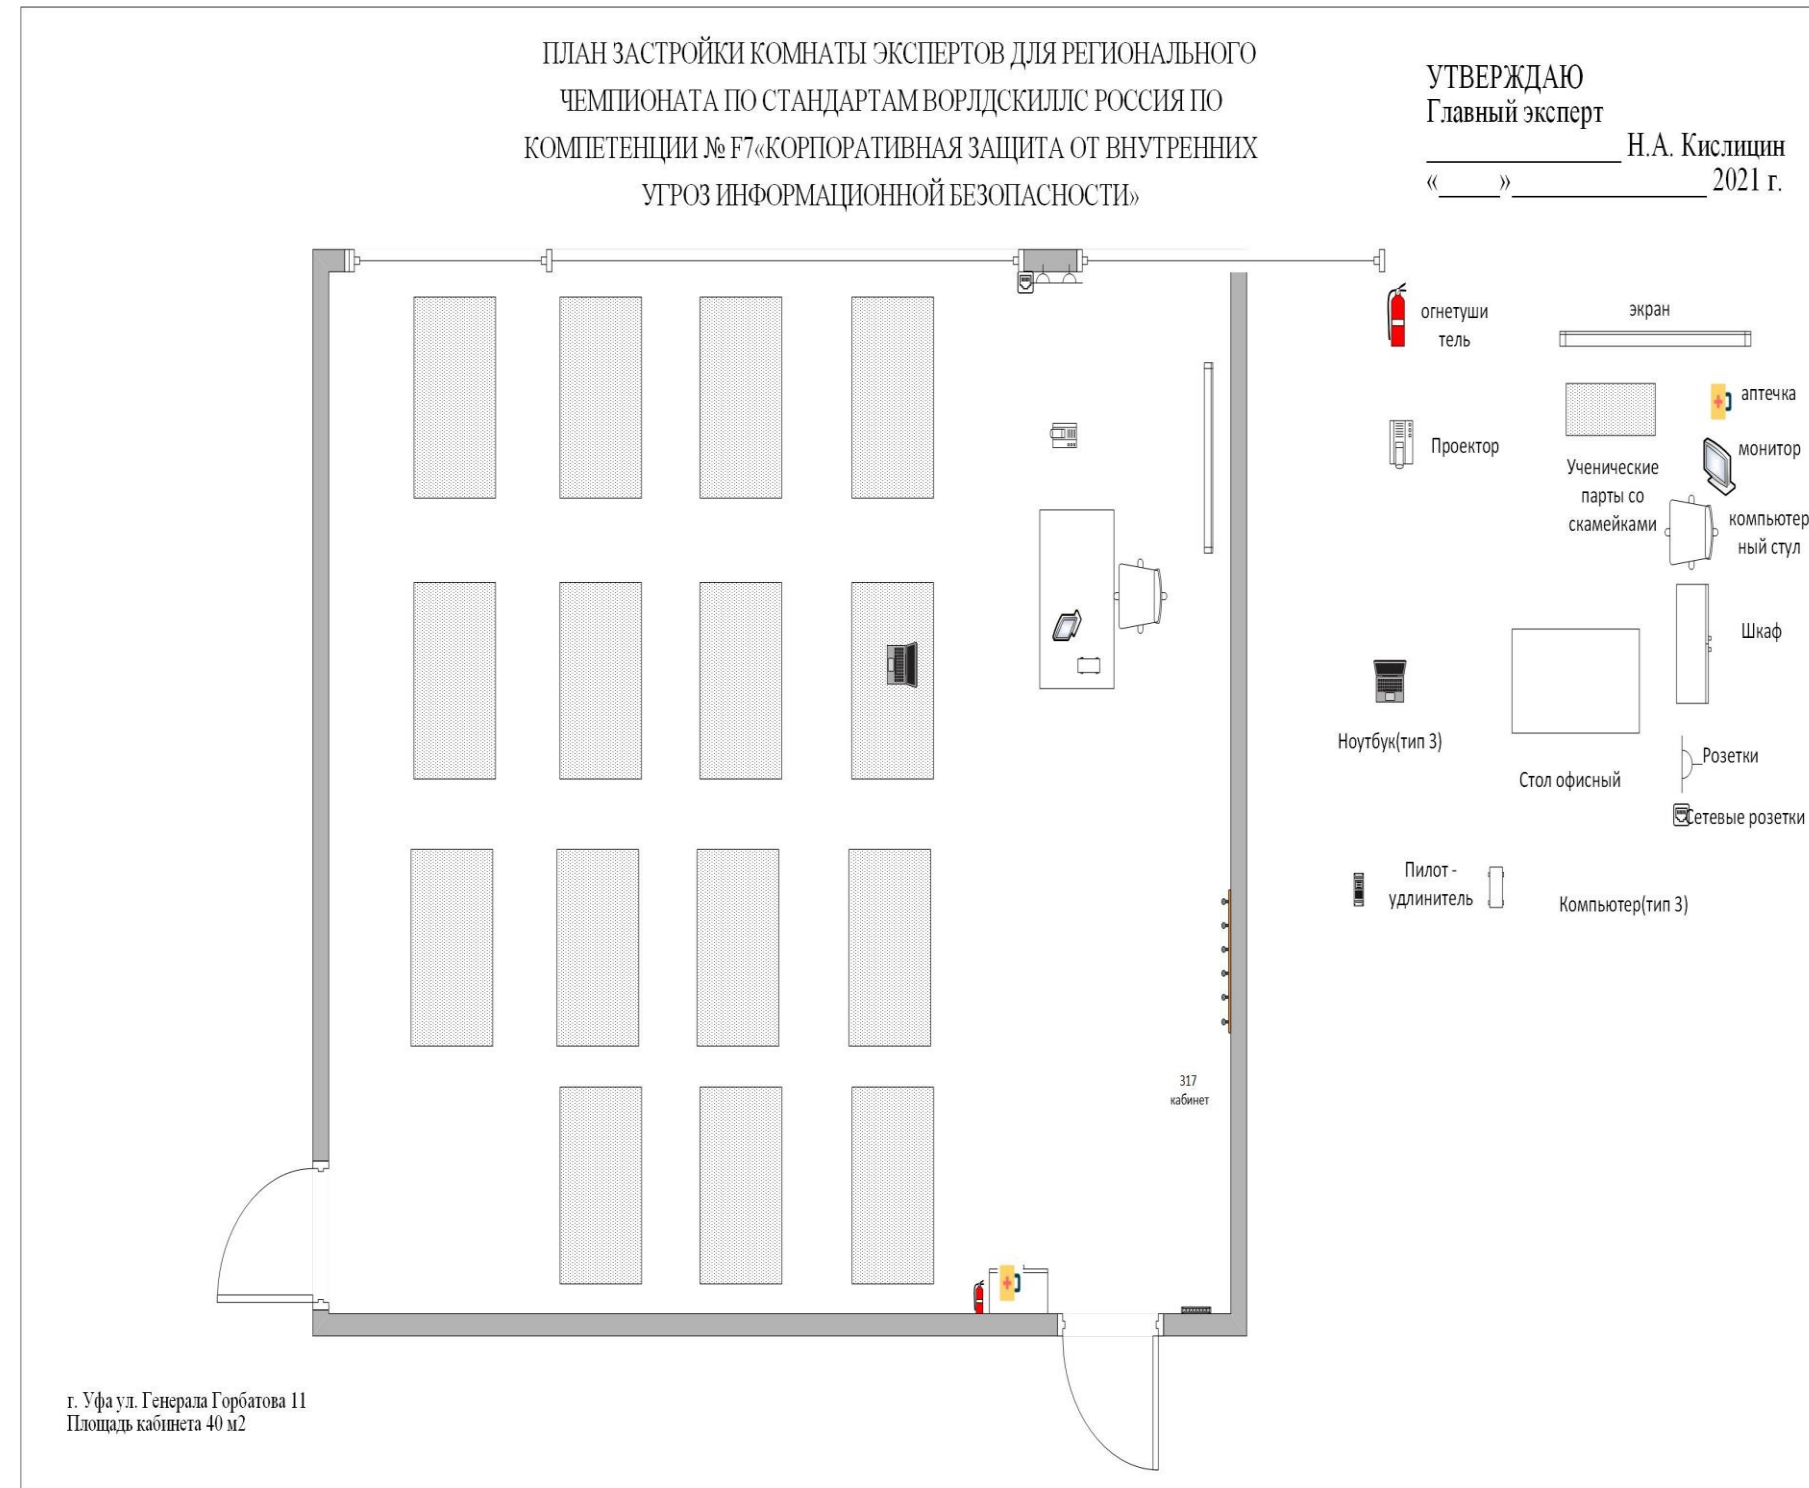 ПЛАН ЗАСТРОЙКИ КОМНАТЫ ЭКСПЕРТОВ ДЛЯ РЕГИОНАЛЬНОГО
ЧЕМПИОНАТА ПО СТАНДАРТАМ ВОРЛДСКИЛЛС РОССИЯ ПО
КОМПЕТЕНЦИИ № F7«КОРПОРАТИВНАЯ ЗАЩИТА ОТ ВНУТРЕННИХ
УГРОЗ ИНФОРМАЦИОННОЙ БЕЗОПАСНОСТИ»
УТВЕРЖДАЮ
Главный эксперт
________________ Н.А. Кислицин
«_____»________________ 2021 г.
огнетуши
тель
экран
аптечка
Проектор
монитор
Ученические
парты со
скамейками
компьютер
ный стул
Шкаф
Ноутбук(тип 3)
Стол офисный
Розетки
Сетевые розетки
Пилот -
удлинитель
Компьютер(тип 3)
317
кабинет
г. Уфа ул. Генерала Горбатова 11
Площадь кабинета 40 м2